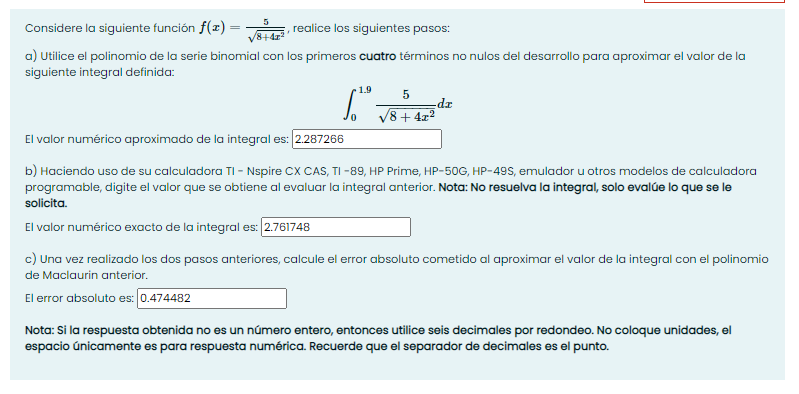 Considere la siguiente función f(x) = 5/√(8+4x²), realice los siguientes pasos:
a) Utilice el polinomio de la serie binomial con los primeros cuatro términos no nulos del desarrollo para aproximar el valor de la
siguiente integral definida:
∫₀^1.9 5/√(8 + 4x²) dx
El valor numérico aproximado de la integral es: 2.287266
b) Haciendo uso de su calculadora TI - Nspire CX CAS, TI -89, HP Prime, HP-50G, HP-49S, emulador u otros modelos de calculadora
programable, digite el valor que se obtiene al evaluar la integral anterior. Nota: No resuelva la integral, solo evalúe lo que se le
solicita.
El valor numérico exacto de la integral es: 2.761748
c) Una vez realizado los dos pasos anteriores, calcule el error absoluto cometido al aproximar el valor de la integral con el polinomio
de Maclaurin anterior.
El error absoluto es: 0.474482
Nota: Si la respuesta obtenida no es un número entero, entonces utilice seis decimales por redondeo. No coloque unidades, el
espacio únicamente es para respuesta numérica. Recuerde que el separador de decimales es el punto.